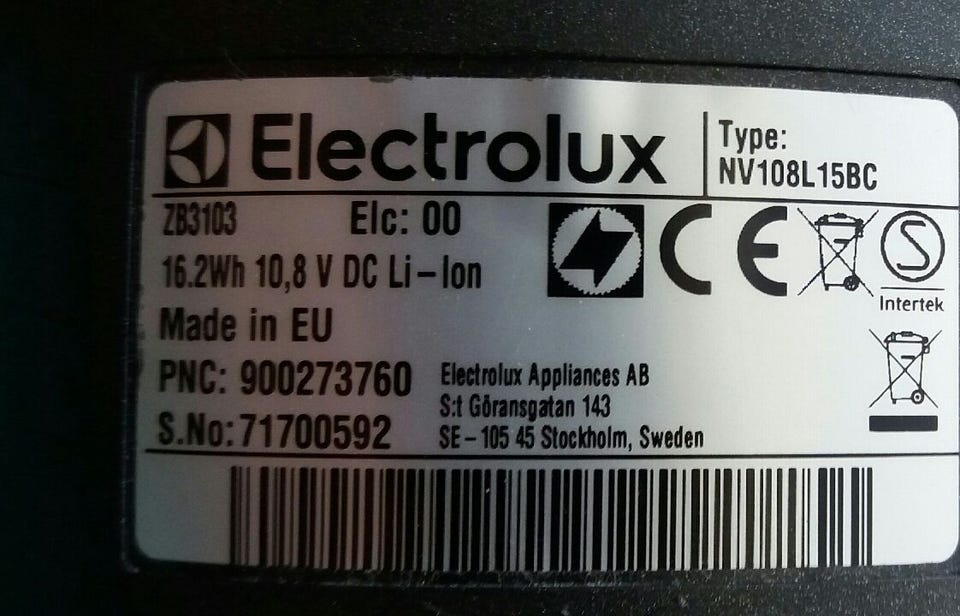 Electrolux
Type:
NV108L15BC
ZB3103 Elc: 00
16.2Wh 10,8 V DC Li-Ion
Made in EU
PNC: 900273760
S.No: 71700592
Electrolux Appliances AB
S:t Göransgatan 143
SE-105 45 Stockholm, Sweden
CE
S
Intertek